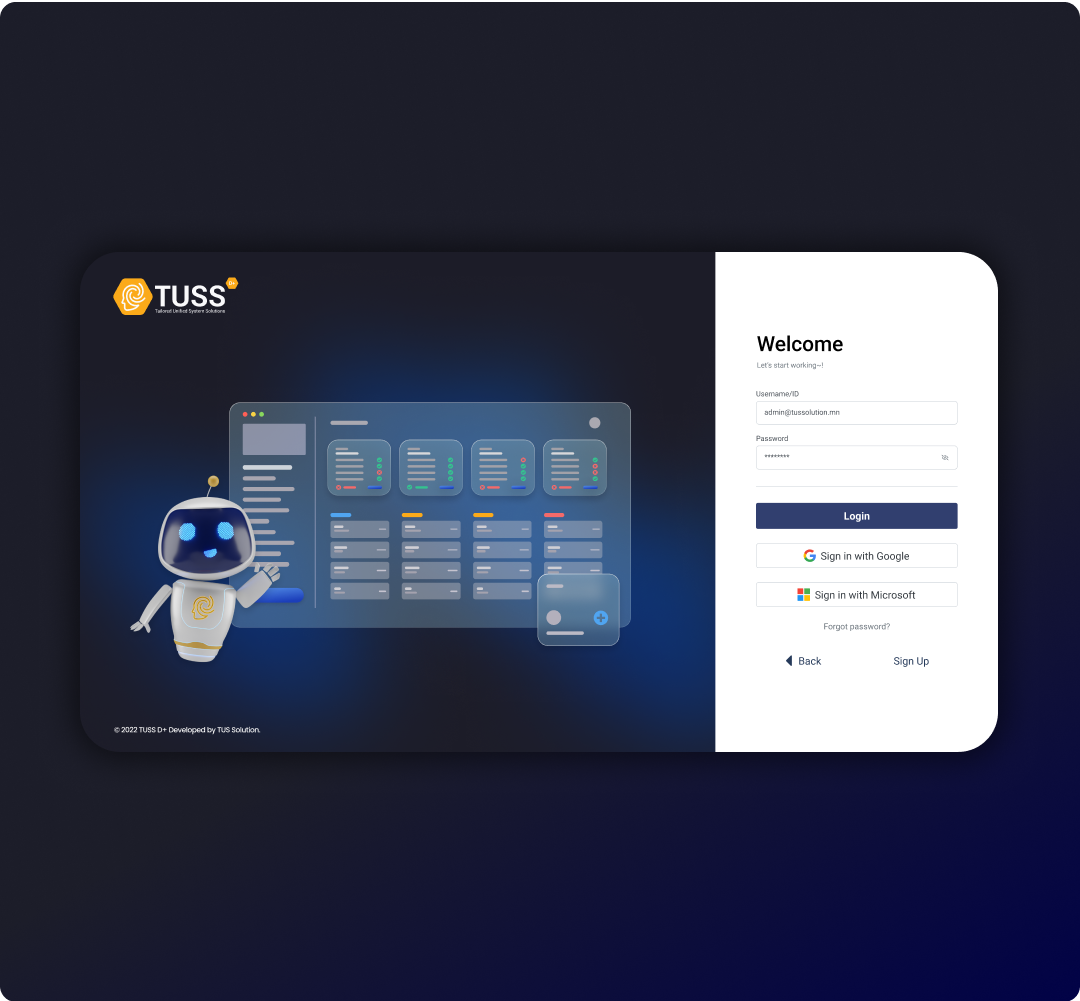 TUSS
D+
Tailored Unified System Solutions
Welcome
Let's start working~!
Username/ID
admin@tussolution.mn
Password
********
Login
Sign in with Google
Sign in with Microsoft
Forgot password?
Back
Sign Up
© 2022 TUSS D+ Developed by TUS Solution.